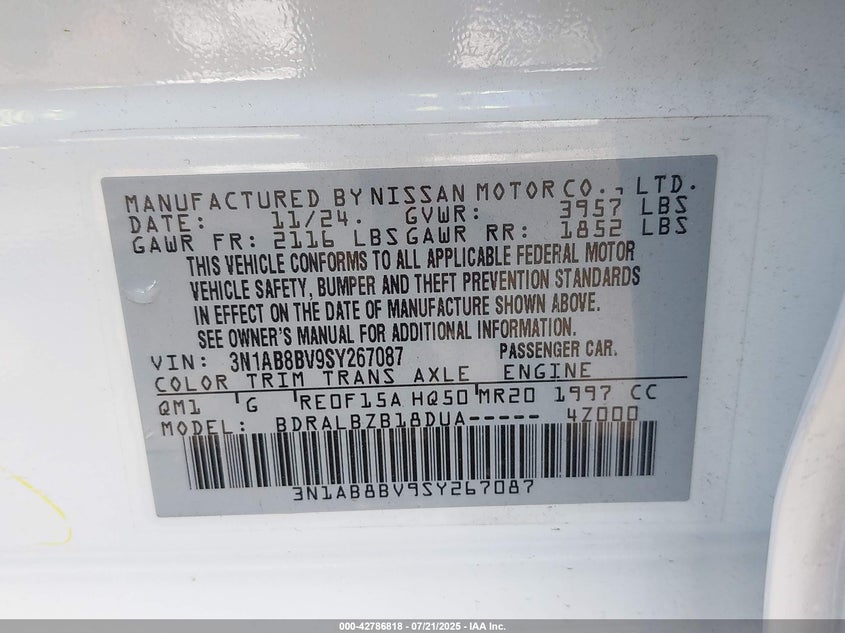 MANUFACTURED BY NISSAN MOTOR CO., LTD.
DATE: 11/24. GVWR: 3957 LBS
GAWR FR: 2116 LBS GAWR RR: 1852 LBS
THIS VEHICLE CONFORMS TO ALL APPLICABLE FEDERAL MOTOR
VEHICLE SAFETY, BUMPER AND THEFT PREVENTION STANDARDS
IN EFFECT ON THE DATE OF MANUFACTURE SHOWN ABOVE.
SEE OWNER'S MANUAL FOR ADDITIONAL INFORMATION.
VIN: 3N1AB8BV9SY267087 PASSENGER CAR.
COLOR TRIM TRANS AXLE ENGINE
QM1 G RE0F15A HQ50 MR20 1997 CC
MODEL: BDRALBZB18DUA----- 4Z000
3N1AB8BV9SY267087
000-42786818 - 07/21/2025 - IAA Inc.